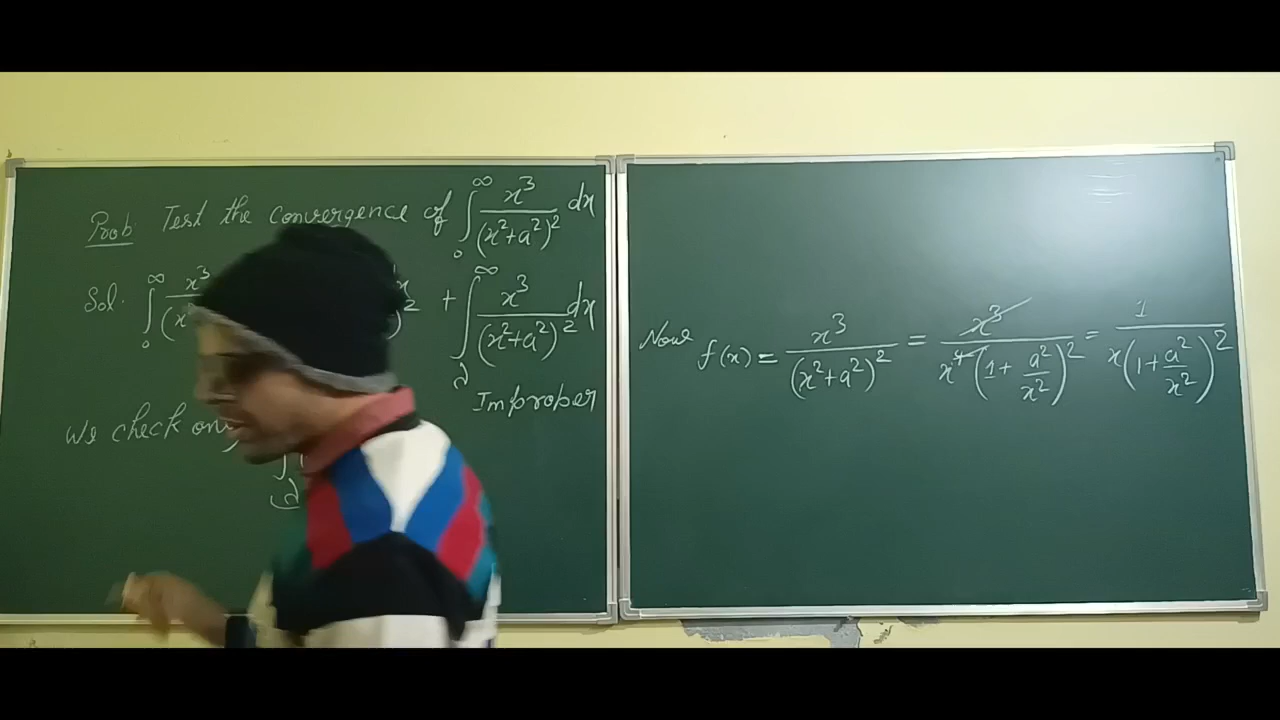 Prob Test the convergence of ∫₀^∞ x³/(x²+a²)² dx
Sol. ∫₀^∞ x³/(x² + ∫_a^∞ x³/(x²+a²)² dx
Improper
We check
Now f(x) = x³/(x²+a²)² = x³/x⁴(1+a²/x²)² = 1/x(1+a²/x²)²